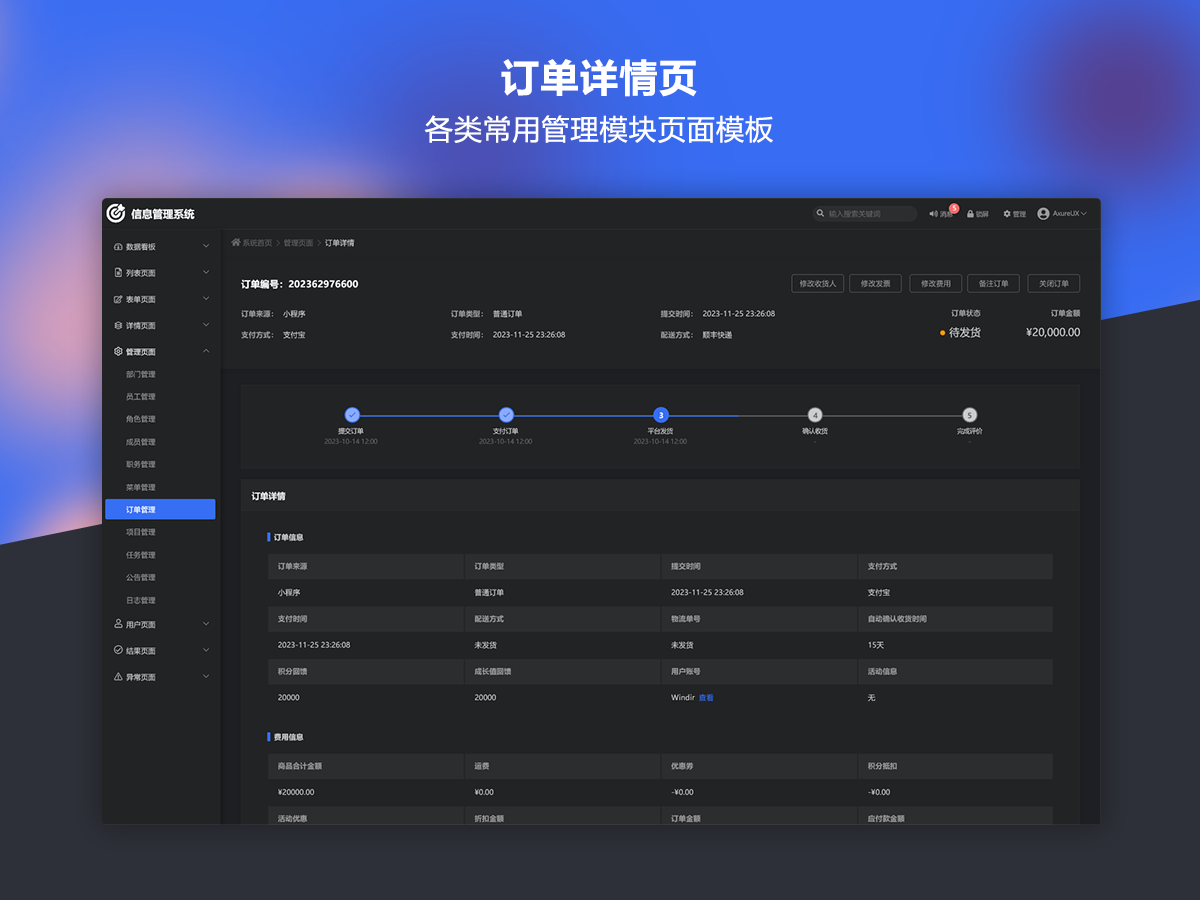 订单详情页
各类常用管理模块页面模板
信息管理系统
输入搜索关键词
消息 5 锁屏 管理 AxureUX
数据看板
列表页面
表单页面
详情页面
管理页面
部门管理
员工管理
角色管理
成员管理
职务管理
菜单管理
订单管理
项目管理
任务管理
公告管理
日志管理
用户页面
结果页面
异常页面
系统首页 > 管理页面 > 订单详情
订单编号：202362976600
修改收货人 修改发票 修改费用 备注订单 关闭订单
订单来源： 小程序 订单类型： 普通订单 提交时间： 2023-11-25 23:26:08 订单状态 订单金额
支付方式： 支付宝 支付时间： 2023-11-25 23:26:08 配送方式： 顺丰快递 待发货 ¥20,000.00
3 4 5
提交订单 支付订单 平台发货 确认收货 完成评价
2023-10-14 12:00 2023-10-14 12:00 2023-10-14 12:00 - -
订单详情
订单信息
订单来源 订单类型 提交时间 支付方式
小程序 普通订单 2023-11-25 23:26:08 支付宝
支付时间 配送方式 物流单号 自动确认收货时间
2023-11-25 23:26:08 未发货 未发货 15天
积分回馈 成长值回馈 用户账号 活动信息
20000 20000 Windir 查看 无
费用信息
商品合计金额 运费 优惠券 积分抵扣
¥20000.00 ¥0.00 -¥0.00 -¥0.00
活动优惠 折扣金额 订单金额 应付款金额